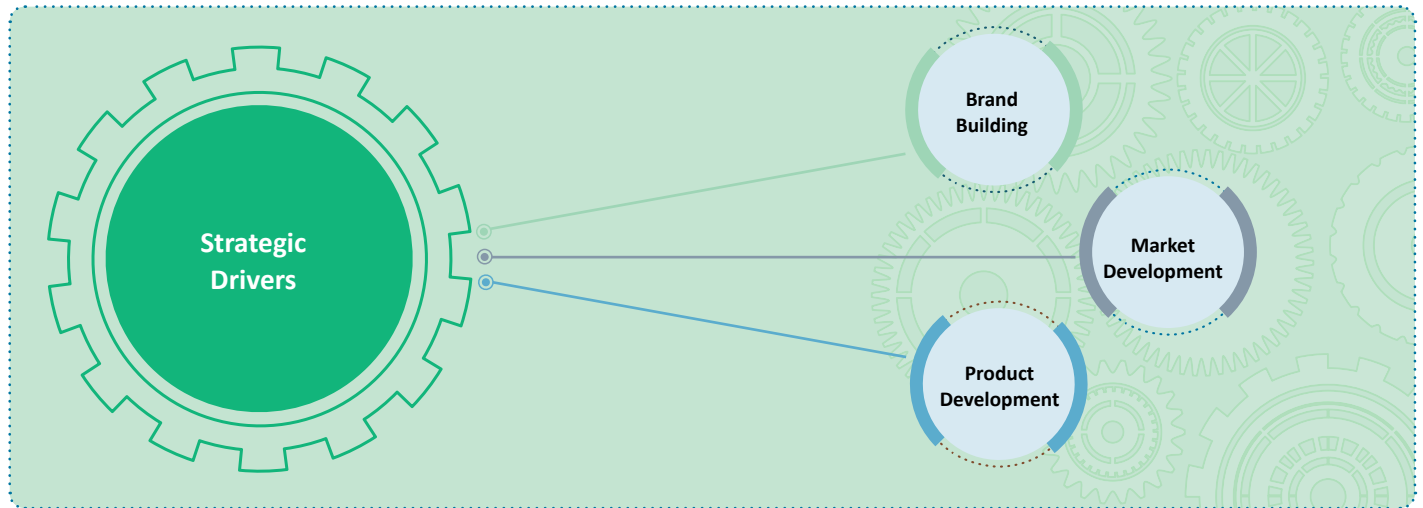 Strategic
Drivers
Brand
Building
Market
Development
Product
Development